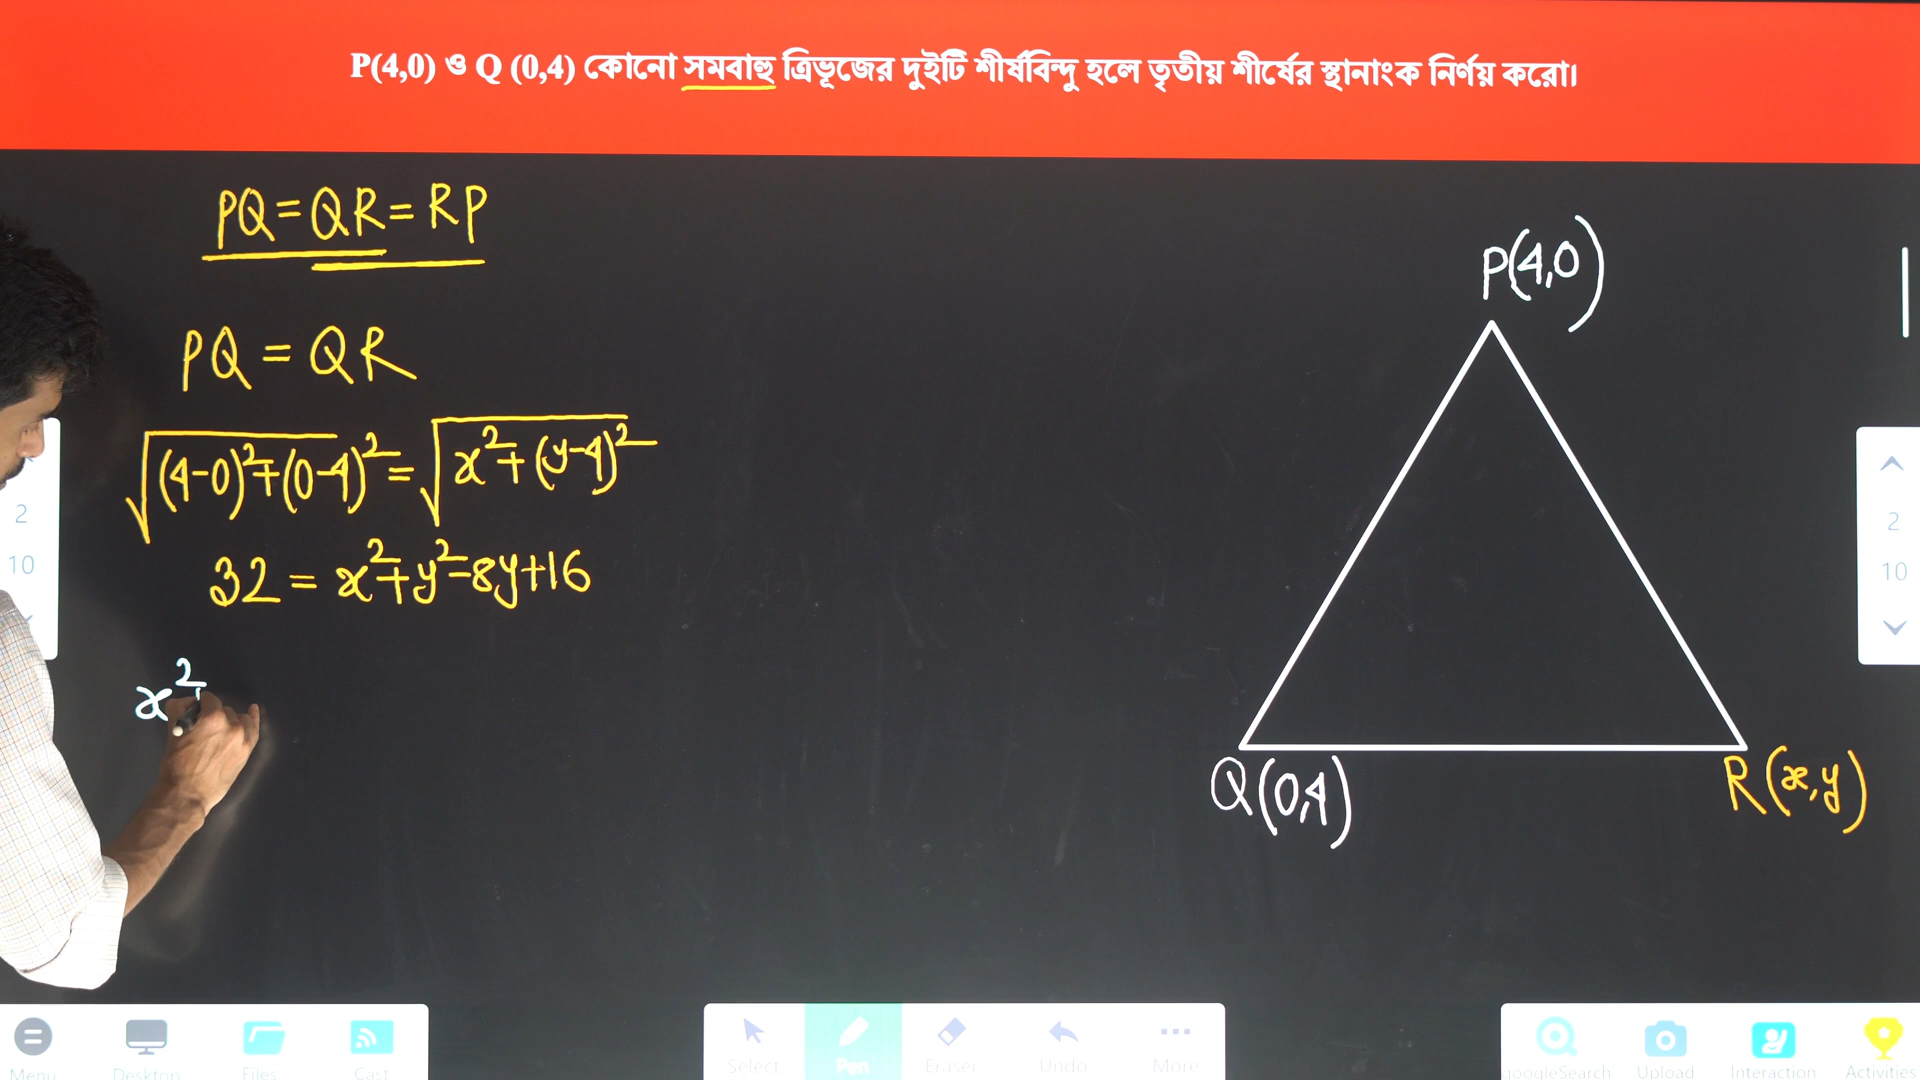 P(4,0) ও Q (0,4) কোনো সমবাহু ত্রিভূজের দুইটি শীর্ষবিন্দু হলে তৃতীয় শীর্ষের স্থানাংক নির্ণয় করো।
PQ=QR=RP
PQ = QR
√(4-0)²+(0-4)² = √x²+(y-4)²
32 = x²+y²-8y+16
x²
P(4,0)
Q(0,4)
R(x,y)
2
10
2
10
Menu
Desktop
Files
Cast
Select
Pen
Eraser
Undo
More
oogleSearch
Upload
Interaction
Activities